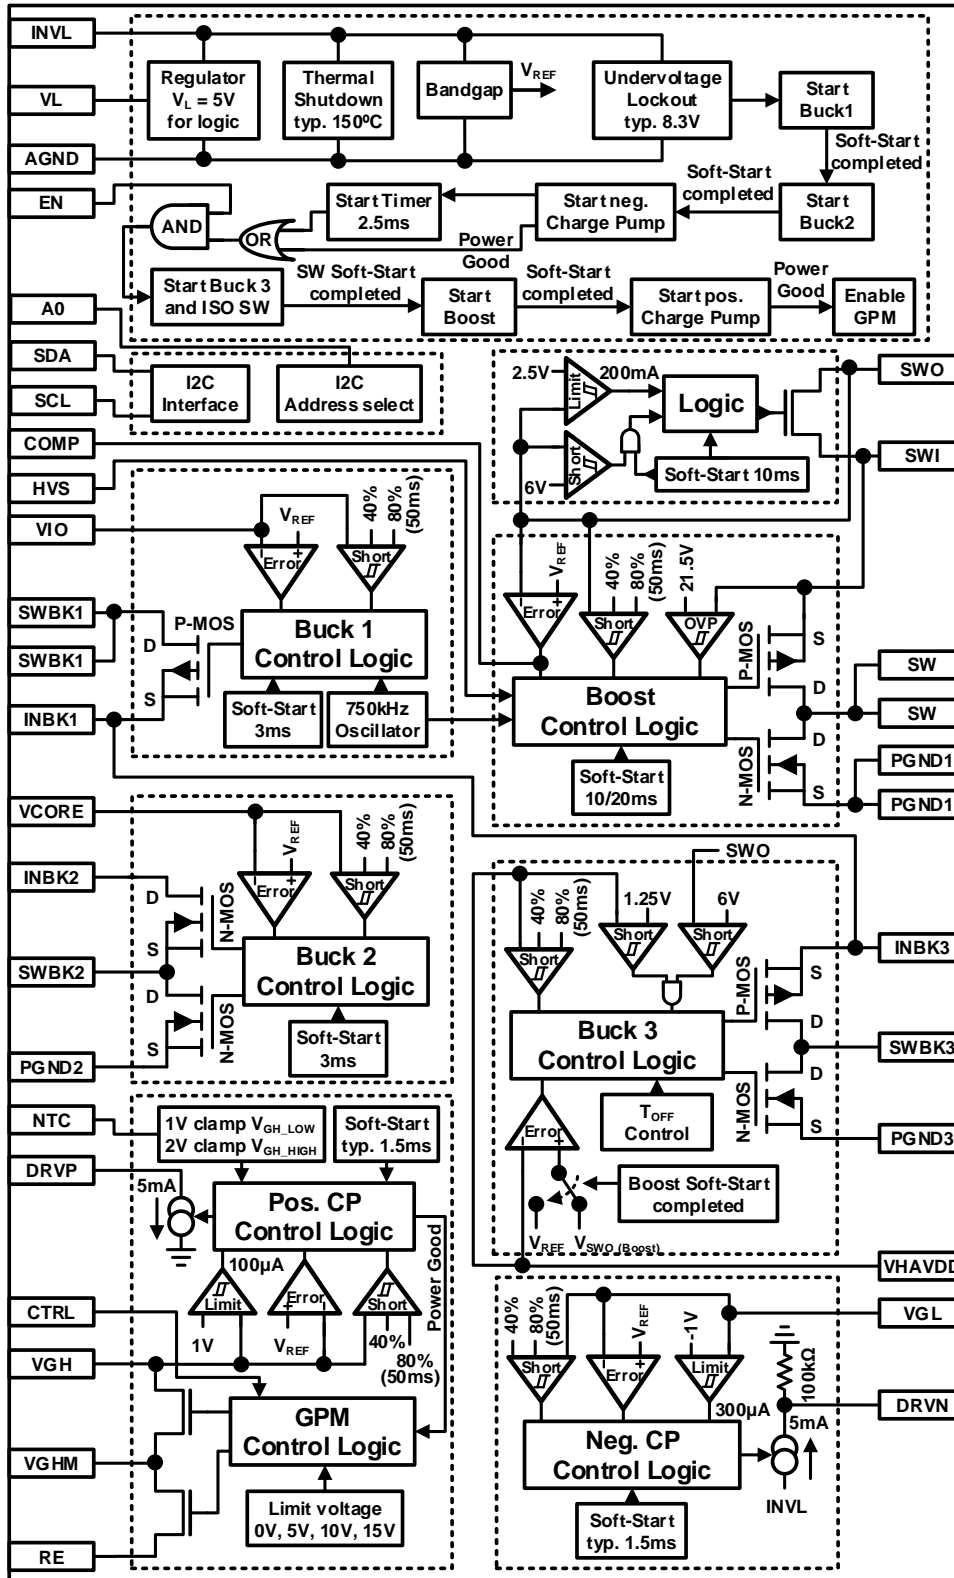 INVL
VL
AGND
EN
A0
SDA
SCL
COMP
HVS
VIO
SWBK1
SWBK1
INBK1
VCORE
INBK2
SWBK2
PGND2
NTC
DRVP
CTRL
VGH
VGHM
RE
Regulator
VL = 5V
for logic
Thermal
Shutdown
typ. 150ºC
Bandgap
VREF
Undervoltage
Lockout
typ. 8.3V
Start
Buck1
Soft-Start
completed
Start
Buck2
Soft-Start
completed
Start neg.
Charge Pump
Start Timer
2.5ms
Power
Good
OR
AND
Start Buck 3
and ISO SW
SW Soft-Start
completed
Start
Boost
Soft-Start
completed
Start pos.
Charge Pump
Power
Good
Enable
GPM
I2C
Interface
I2C
Address select
2.5V
Limit
200mA
Logic
Short
6V
Soft-Start 10ms
SWO
SWI
VREF
40%
80%
(50ms)
Error
Short
P-MOS
D
S
Buck 1
Control Logic
Soft-Start
3ms
750kHz
Oscillator
VREF
40%
80%
(50ms)
21.5V
Error
Short
OVP
Boost
Control Logic
Soft-Start
10/20ms
P-MOS
S
D
N-MOS
D
S
SW
SW
PGND1
PGND1
VREF
40%
80%
(50ms)
Error
Short
D
N-MOS
S
D
N-MOS
S
Buck 2
Control Logic
Soft-Start
3ms
SWO
40%
80%
(50ms)
1.25V
6V
Short
Short
Short
Buck 3
Control Logic
P-MOS
S
D
N-MOS
D
S
Error
TOFF
Control
Boost Soft-Start
completed
VREF
VSWO (Boost)
INBK3
SWBK3
PGND3
VHAVDD
1V clamp VGH_LOW
2V clamp VGH_HIGH
Soft-Start
typ. 1.5ms
5mA
Pos. CP
Control Logic
100µA
Limit
Error
Short
1V
VREF
40%
80%
(50ms)
Power Good
GPM
Control Logic
Limit voltage
0V, 5V, 10V, 15V
40%
80%
(50ms)
VREF
-1V
Short
Error
Limit
300µA
Neg. CP
Control Logic
Soft-Start
typ. 1.5ms
100kΩ
5mA
INVL
VGL
DRVN